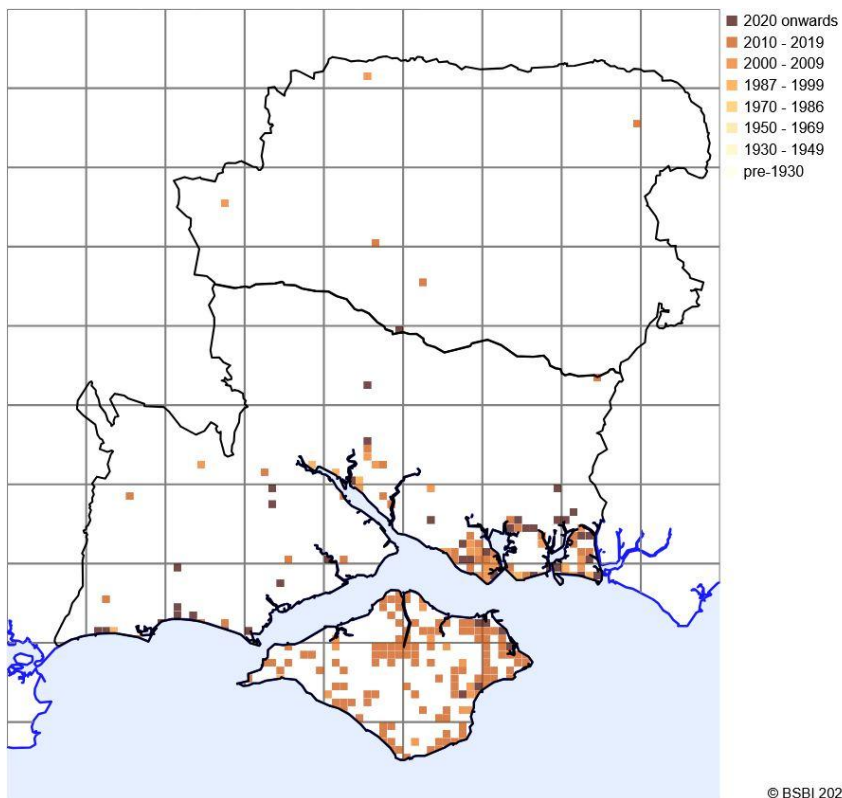 2020 onwards
2010 - 2019
2000 - 2009
1987 - 1999
1970 - 1986
1950 - 1969
1930 - 1949
pre-1930
© BSBI 202